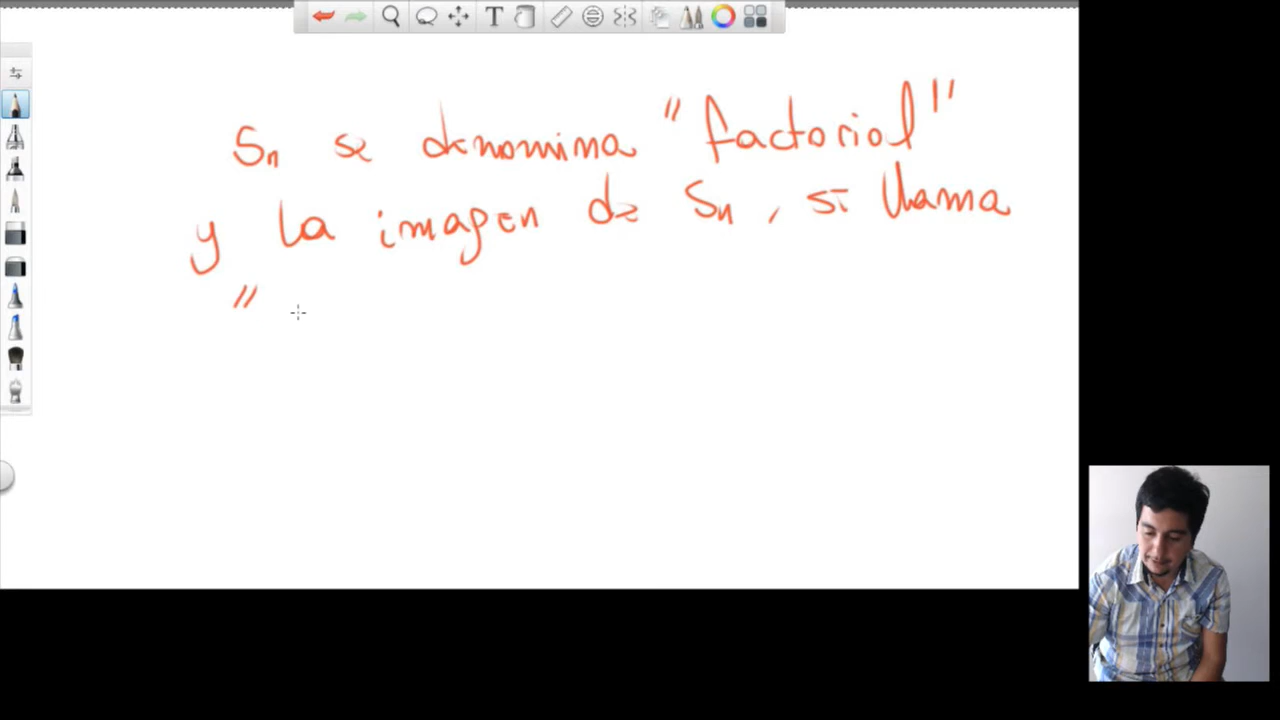 Sn se denomina "factorial"
y la imagen de Sn, se llama
"